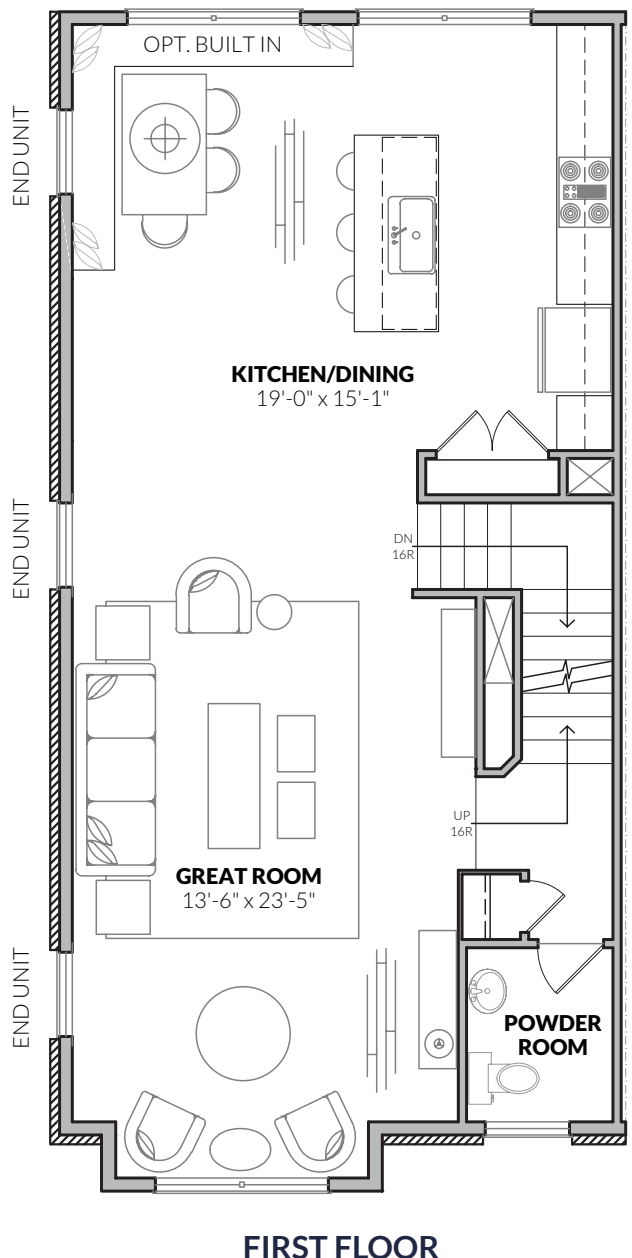 OPT. BUILT IN
END UNIT
KITCHEN/DINING
19'-0" x 15'-1"
END UNIT
DN
16R
UP
16R
GREAT ROOM
13'-6" x 23'-5"
END UNIT
POWDER
ROOM
FIRST FLOOR